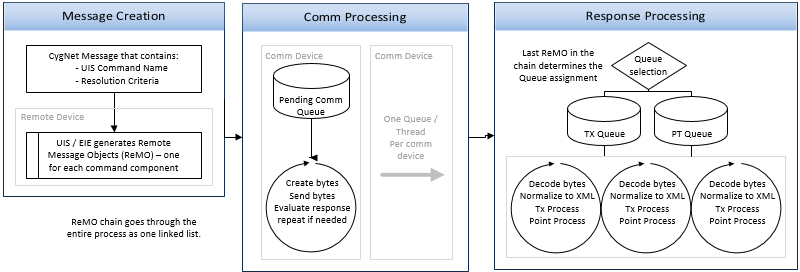 Message Creation
CygNet Message that contains:
- UIS Command Name
- Resolution Criteria
Remote Device
UIS / EIE generates Remote
Message Objects (ReMO) – one
for each command component
ReMO chain goes through the
entire process as one linked list.
Comm Processing
Comm Device
Pending Comm
Queue
Create bytes
Send bytes
Evaluate response
repeat if needed
Comm Device
One Queue /
Thread
Per comm
device
Response Processing
Last ReMO in the
chain determines the
Queue assignment
Queue
selection
TX Queue
PT Queue
Decode bytes
Normalize to XML
Tx Process
Point Process
Decode bytes
Normalize to XML
Tx Process
Point Process
Decode bytes
Normalize to XML
Tx Process
Point Process